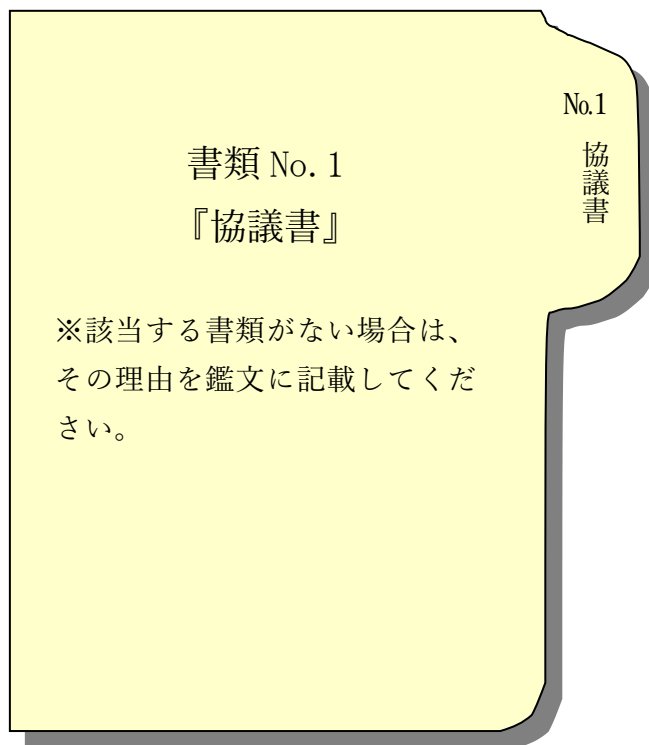 №1
協議書
書類 No.1
『協議書』
※該当する書類がない場合は、
その理由を鑑文に記載してくだ
さい。